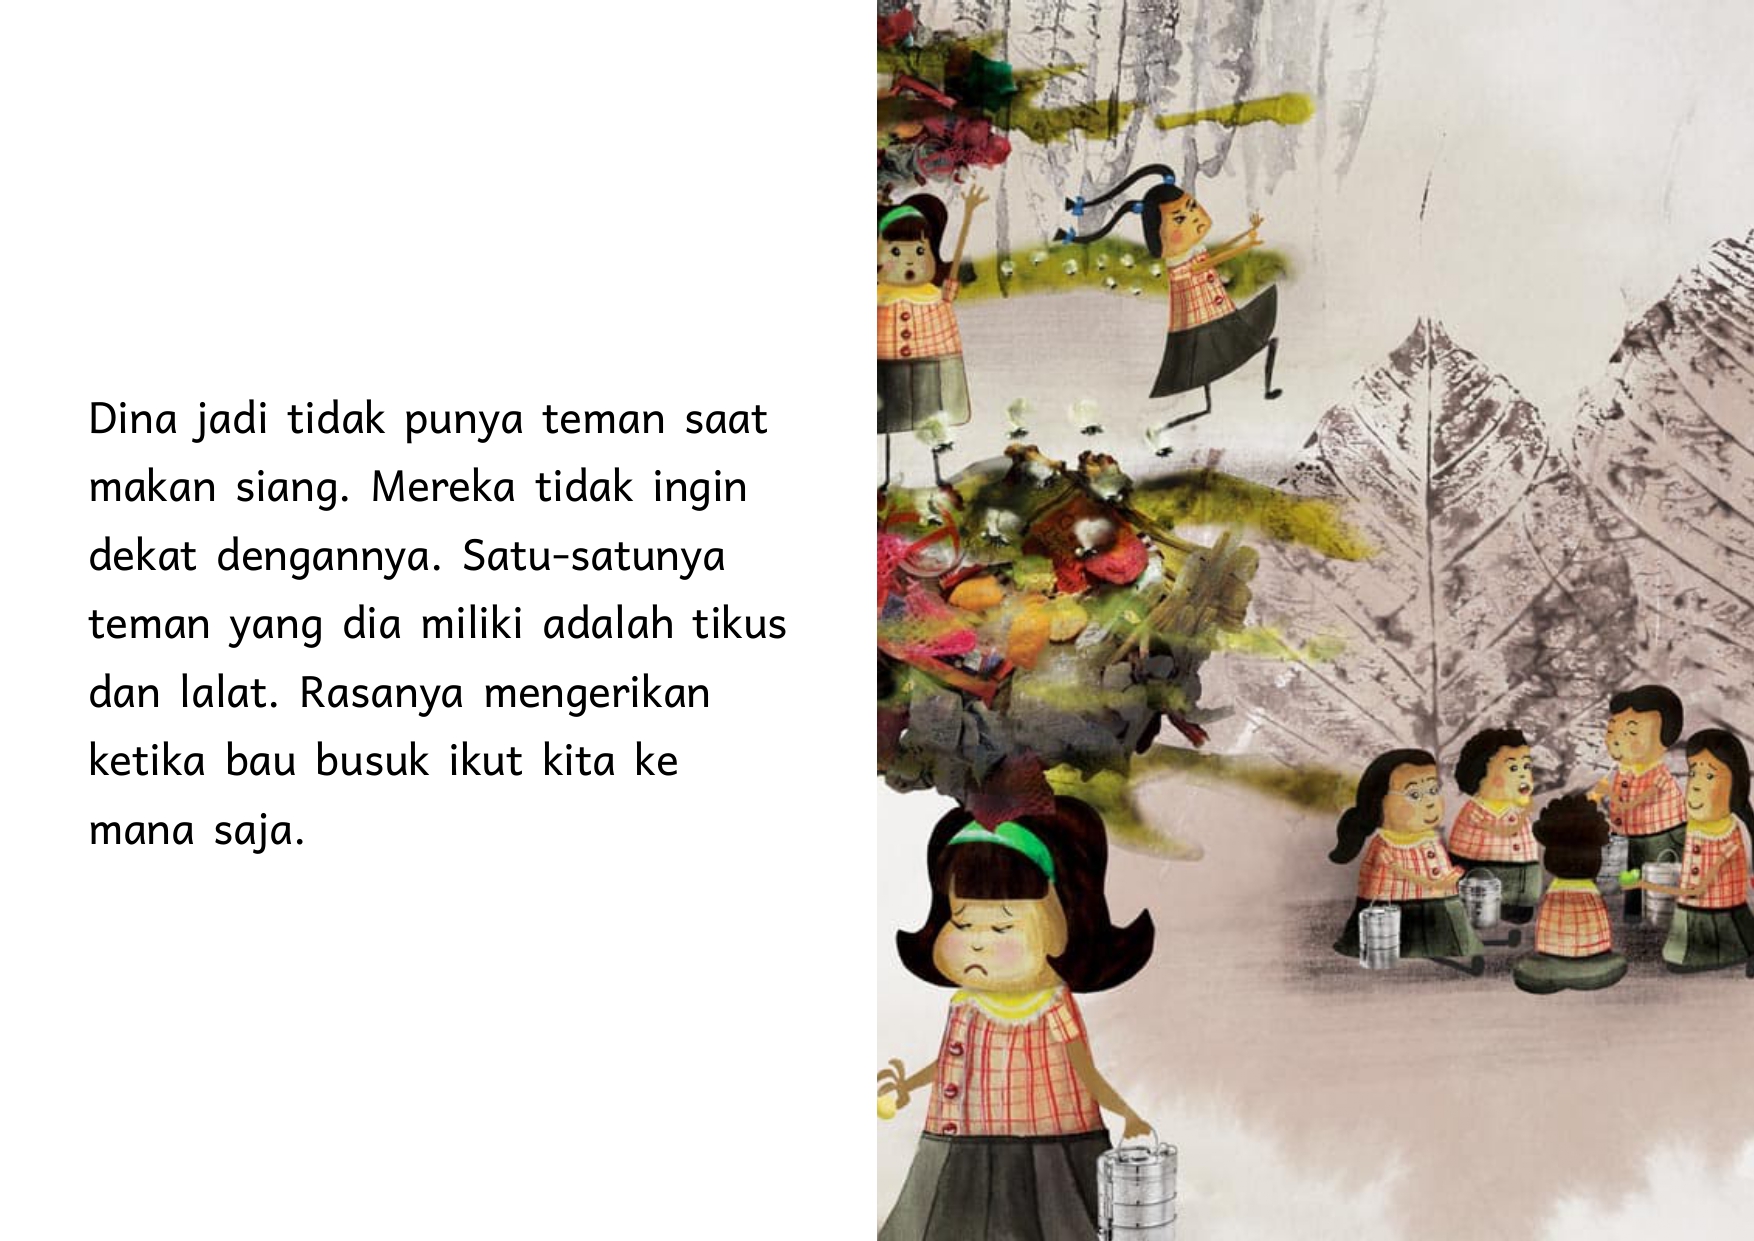 Dina jadi tidak punya teman saat
makan siang. Mereka tidak ingin
dekat dengannya. Satu-satunya
teman yang dia miliki adalah tikus
dan lalat. Rasanya mengerikan
ketika bau busuk ikut kita ke
mana saja.